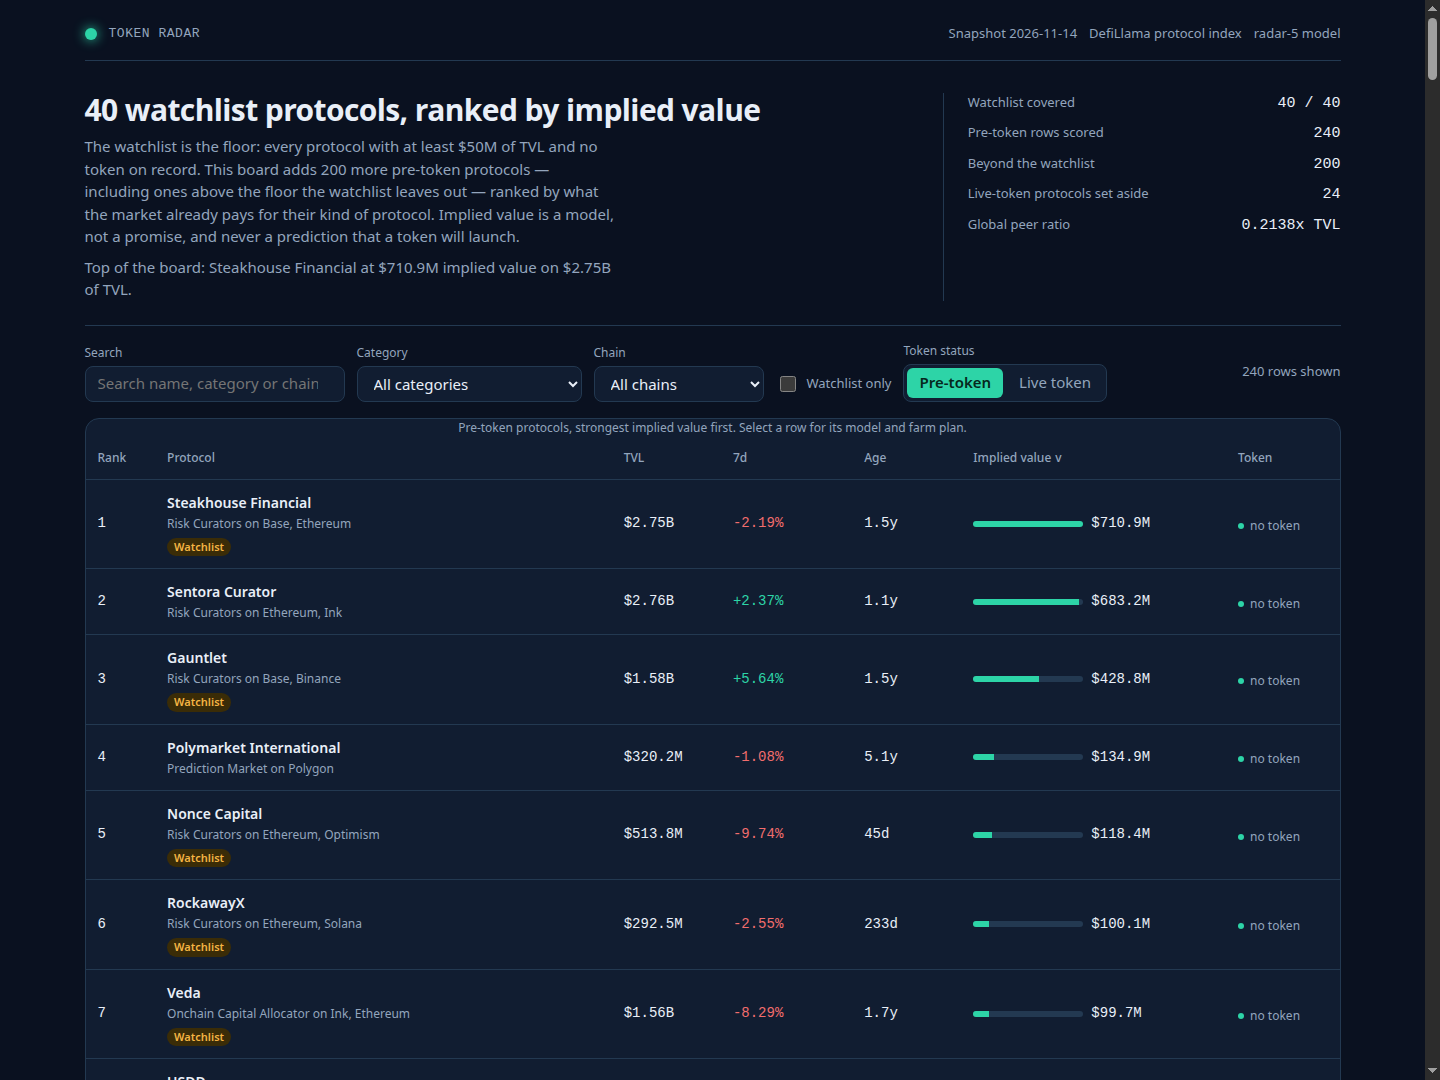 TOKEN RADAR
Snapshot 2026-11-14 DefiLlama protocol index radar-5 model
40 watchlist protocols, ranked by implied value
The watchlist is the floor: every protocol with at least $50M of TVL and no
token on record. This board adds 200 more pre-token protocols —
including ones above the floor the watchlist leaves out — ranked by what
the market already pays for their kind of protocol. Implied value is a model,
not a promise, and never a prediction that a token will launch.
Top of the board: Steakhouse Financial at $710.9M implied value on $2.75B
of TVL.
Watchlist covered 40 / 40
Pre-token rows scored 240
Beyond the watchlist 200
Live-token protocols set aside 24
Global peer ratio 0.2138x TVL
Search
Search name, category or chain
Category
All categories
Chain
All chains
Watchlist only
Token status
Pre-token Live token
240 rows shown
Pre-token protocols, strongest implied value first. Select a row for its model and farm plan.
Rank Protocol TVL 7d Age Implied value v Token
1 Steakhouse Financial $2.75B -2.19% 1.5y $710.9M no token
Risk Curators on Base, Ethereum
Watchlist
2 Sentora Curator $2.76B +2.37% 1.1y $683.2M no token
Risk Curators on Ethereum, Ink
3 Gauntlet $1.58B +5.64% 1.5y $428.8M no token
Risk Curators on Base, Binance
Watchlist
4 Polymarket International $320.2M -1.08% 5.1y $134.9M no token
Prediction Market on Polygon
5 Nonce Capital $513.8M -9.74% 45d $118.4M no token
Risk Curators on Ethereum, Optimism
Watchlist
6 RockawayX $292.5M -2.55% 233d $100.1M no token
Risk Curators on Ethereum, Solana
Watchlist
7 Veda $1.56B -8.29% 1.7y $99.7M no token
Onchain Capital Allocator on Ink, Ethereum
Watchlist